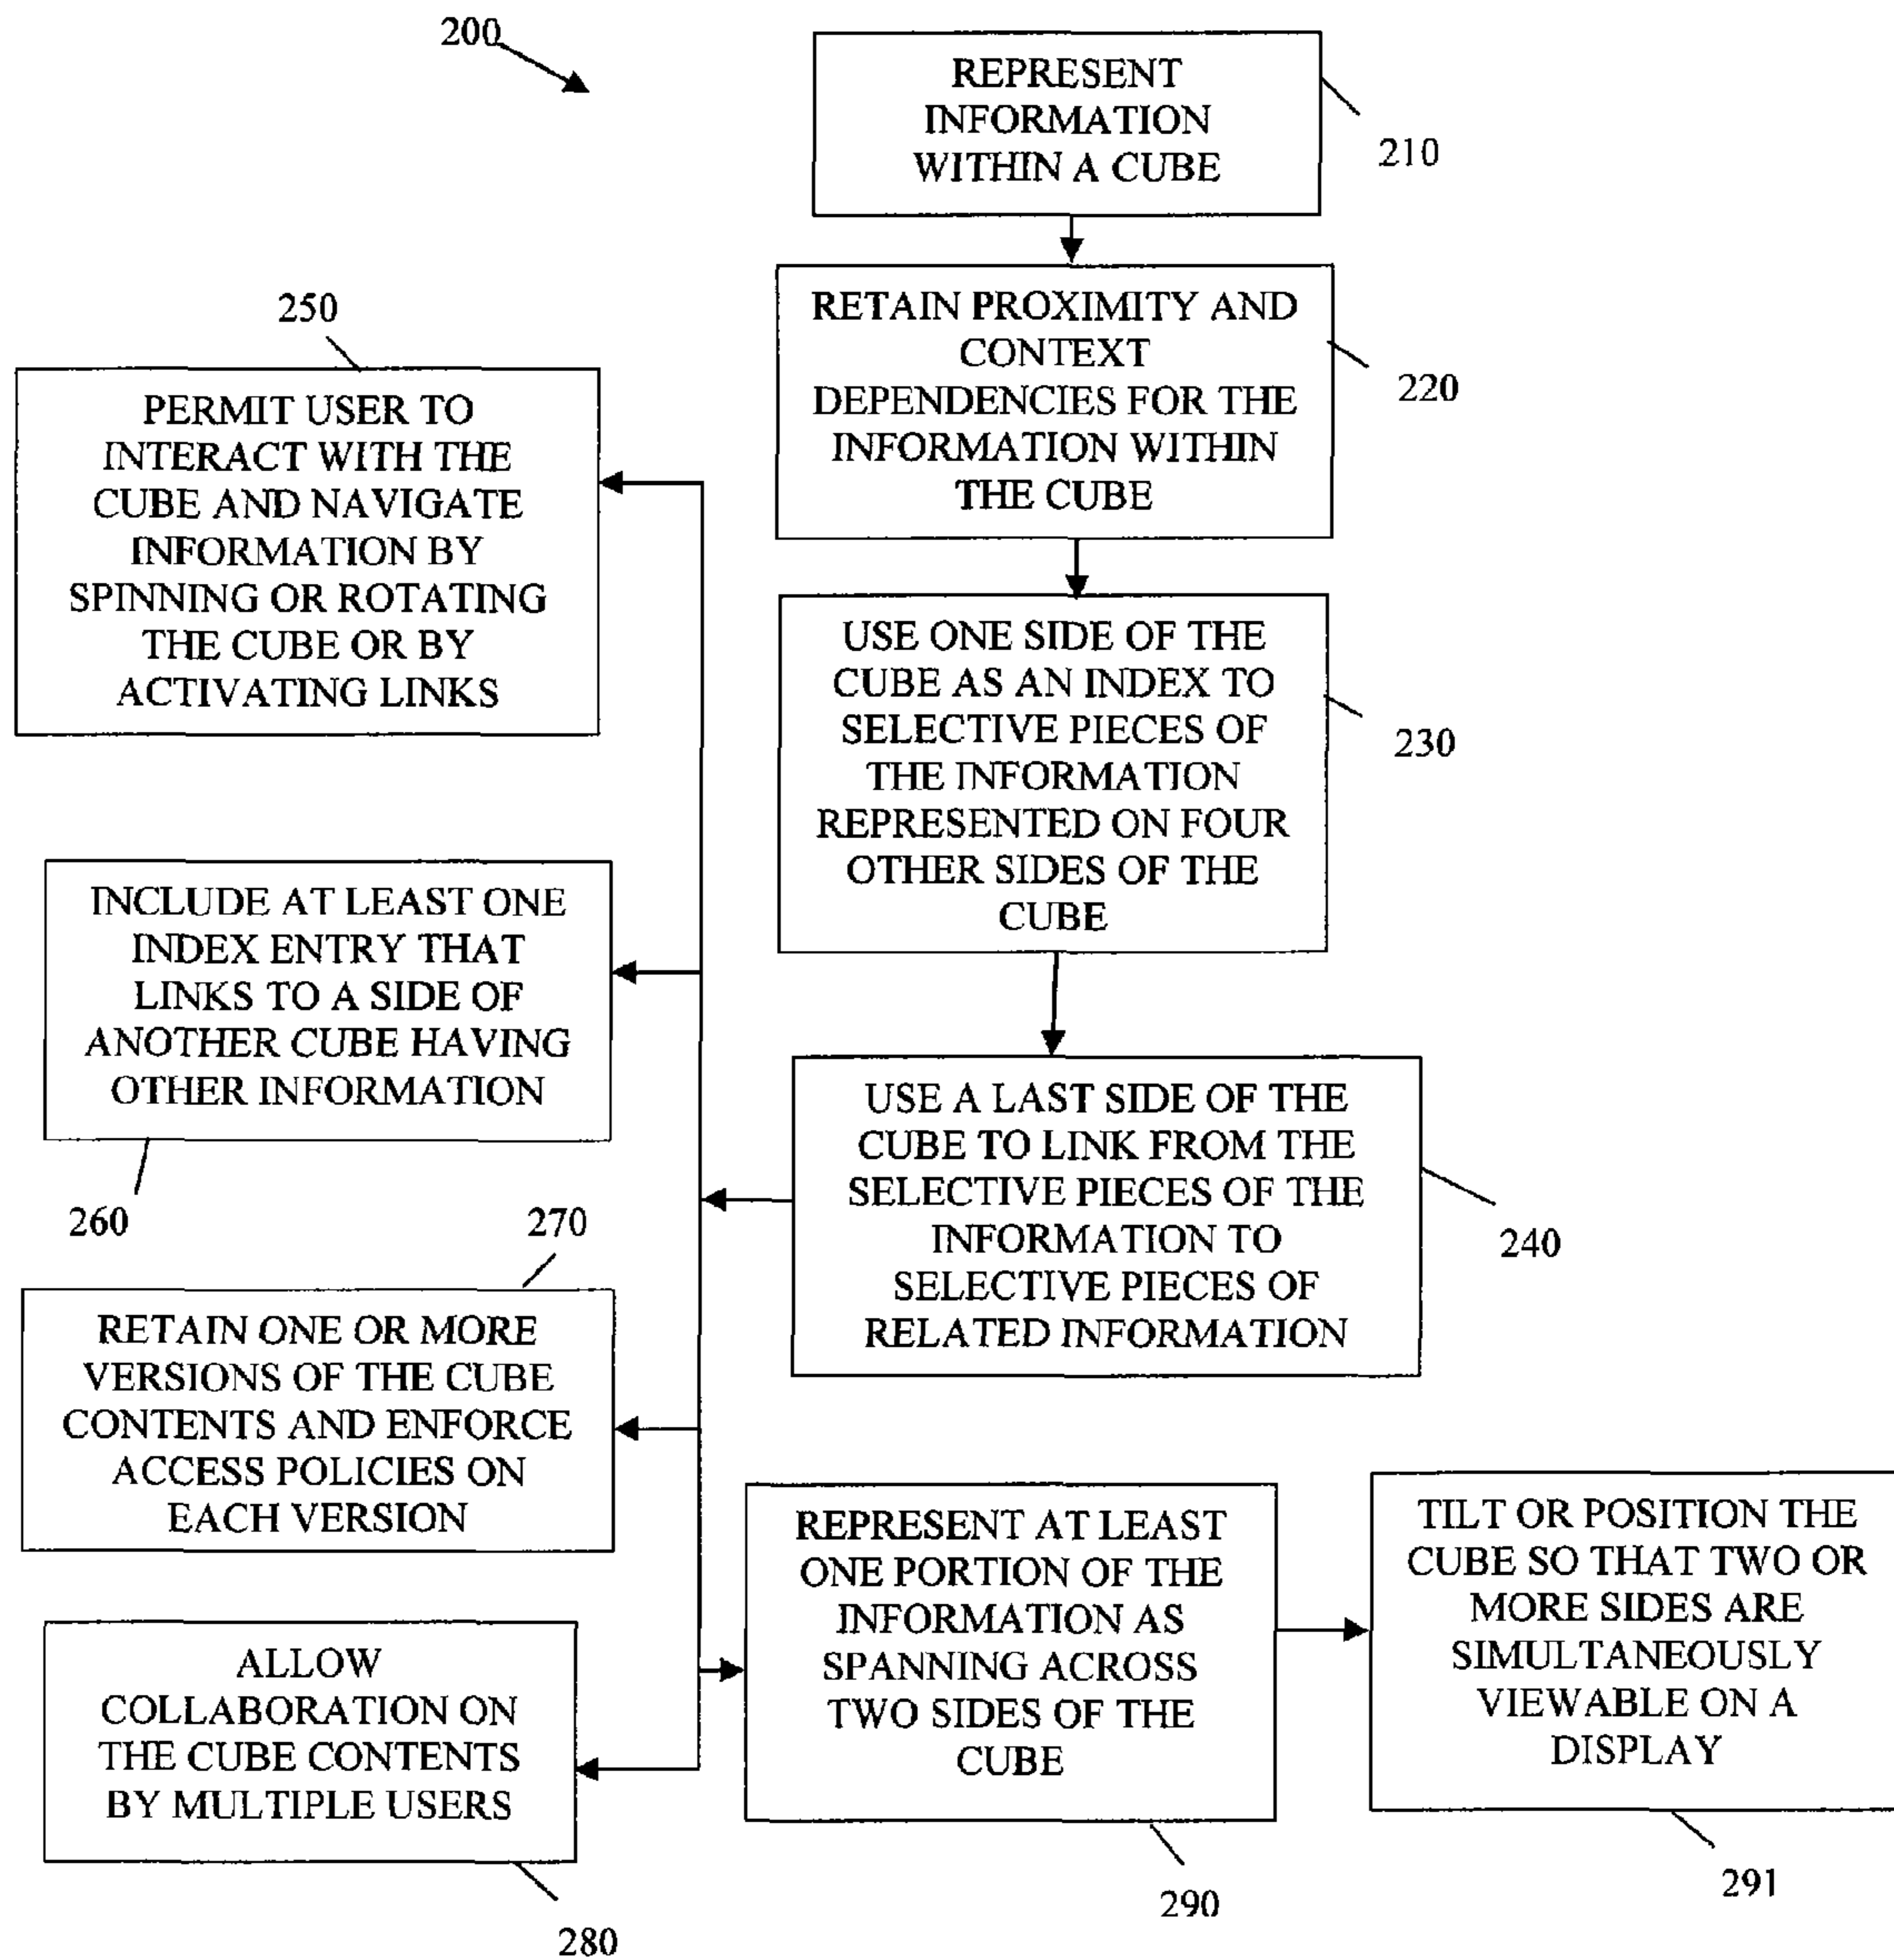 200
REPRESENT
INFORMATION
WITHIN A CUBE
210
RETAIN PROXIMITY AND
CONTEXT
DEPENDENCIES FOR THE
INFORMATION WITHIN
THE CUBE
220
USE ONE SIDE OF THE
CUBE AS AN INDEX TO
SELECTIVE PIECES OF
THE INFORMATION
REPRESENTED ON FOUR
OTHER SIDES OF THE
CUBE
230
USE A LAST SIDE OF THE
CUBE TO LINK FROM THE
SELECTIVE PIECES OF THE
INFORMATION TO
SELECTIVE PIECES OF
RELATED INFORMATION
240
250
PERMIT USER TO
INTERACT WITH THE
CUBE AND NAVIGATE
INFORMATION BY
SPINNING OR ROTATING
THE CUBE OR BY
ACTIVATING LINKS
INCLUDE AT LEAST ONE
INDEX ENTRY THAT
LINKS TO A SIDE OF
ANOTHER CUBE HAVING
OTHER INFORMATION
260
270
RETAIN ONE OR MORE
VERSIONS OF THE CUBE
CONTENTS AND ENFORCE
ACCESS POLICIES ON
EACH VERSION
ALLOW
COLLABORATION ON
THE CUBE CONTENTS
BY MULTIPLE USERS
280
REPRESENT AT LEAST
ONE PORTION OF THE
INFORMATION AS
SPANNING ACROSS
TWO SIDES OF THE
CUBE
290
TILT OR POSITION THE
CUBE SO THAT TWO OR
MORE SIDES ARE
SIMULTANEOUSLY
VIEWABLE ON A
DISPLAY
291